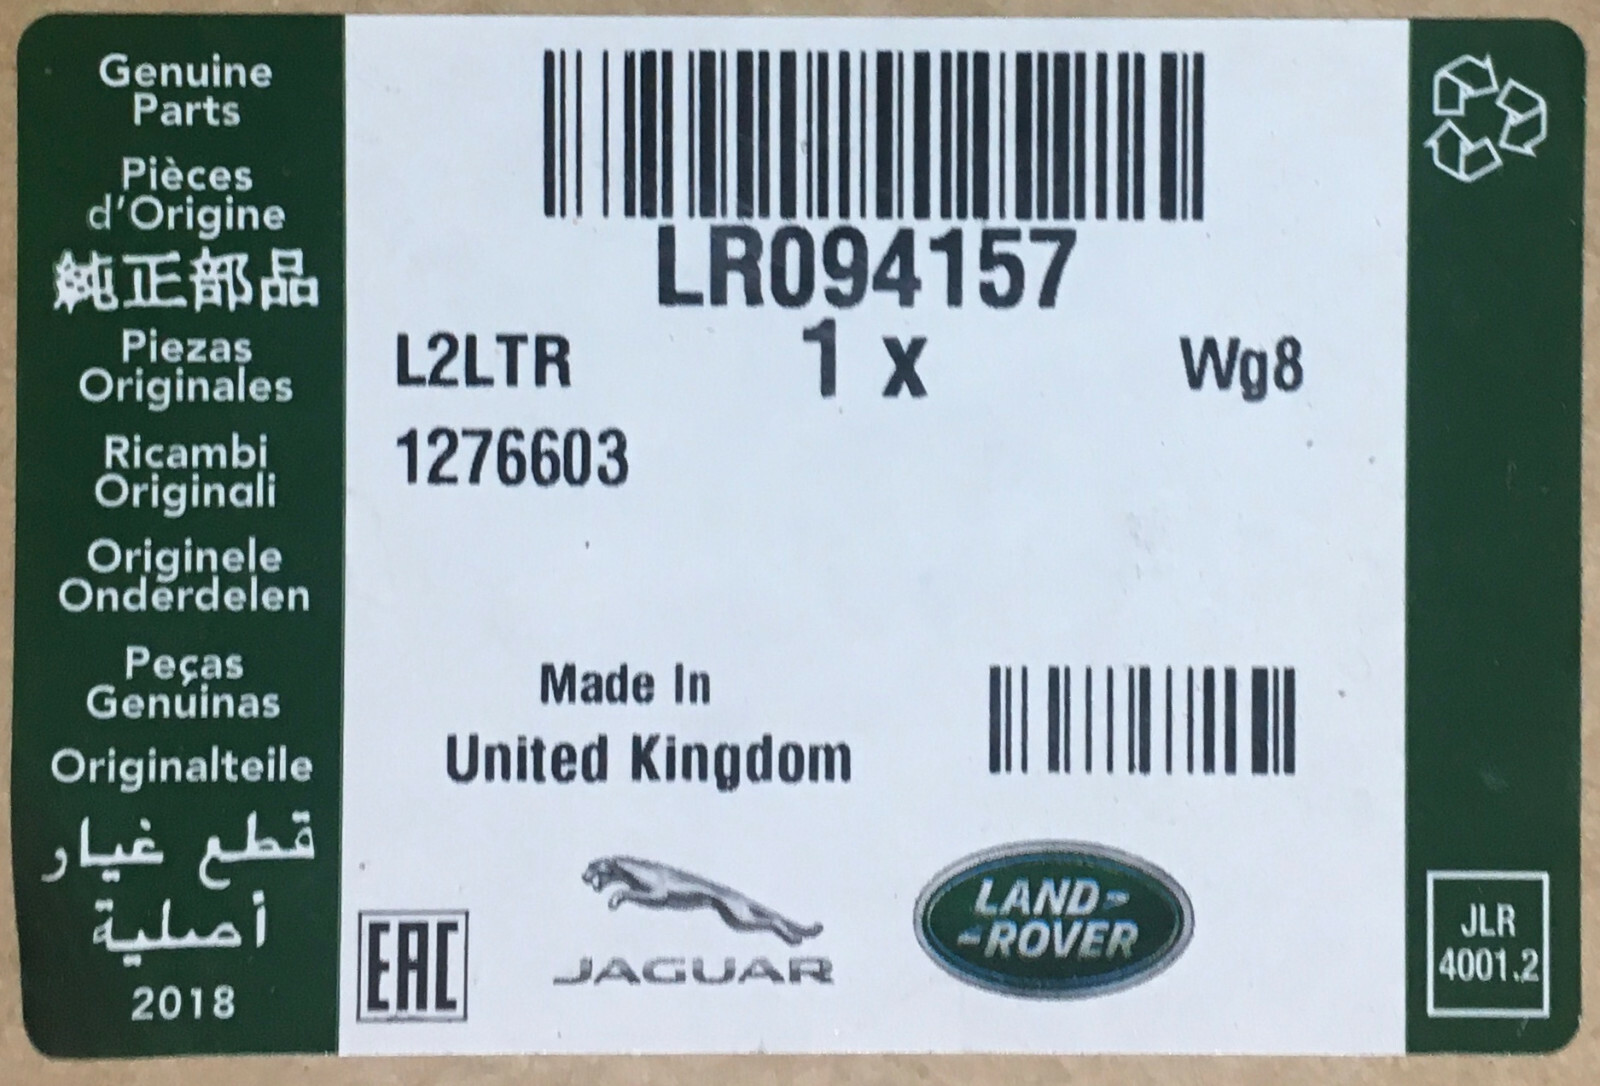 Genuine
Parts
Pièces
d'Origine
純正部品
Piezas
Originales
Ricambi
Originali
Originele
Onderdelen
Peças
Genuinas
Originalteile
قطع غيار
أصلية
2018
LR094157
L2LTR 1 x Wg8
1276603
Made In
United Kingdom
EAC
JAGUAR
LAND-
-ROVER
JLR
4001.2